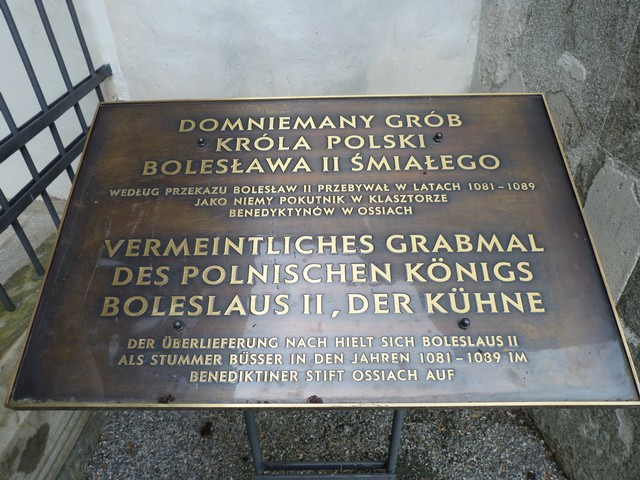 DOMNIEMANY GRÓB
KRÓLA POLSKI
BOLESŁAWA II ŚMIAŁEGO
WEDŁUG PRZEKAZU BOLESŁAW II PRZEBYWAŁ W LATACH 1081–1089
JAKO NIEMY POKUTNIK W KLASZTORZE
BENEDYKTYNÓW W OSSIACH
VERMEINTLICHES GRABMAL
DES POLNISCHEN KÖNIGS
BOLESLAUS II, DER KÜHNE
DER ÜBERLIEFERUNG NACH HIELT SICH BOLESLAUS II
ALS STUMMER BÜSSER IN DEN JAHREN 1081–1089 IM
BENEDIKTINER STIFT OSSIACH AUF